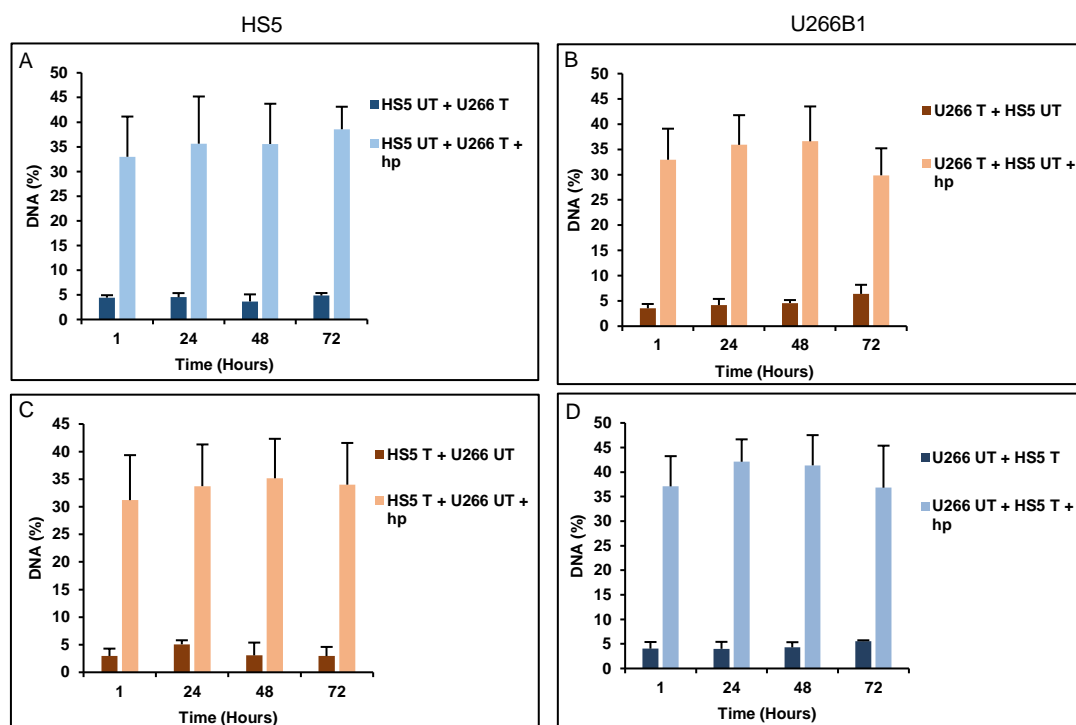 HS5
U266B1
A
50
45
40
35
30
25
20
15
10
5
0
DNA (%)
1 24 48 72
Time (Hours)
HS5 UT + U266 T
HS5 UT + U266 T +
hp
B
50
45
40
35
30
25
20
15
10
5
0
DNA (%)
1 24 48 72
Time (Hours)
U266 T + HS5 UT
U266 T + HS5 UT +
hp
C
45
40
35
30
25
20
15
10
5
0
DNA (%)
1 24 48 72
Time (Hours)
HS5 T + U266 UT
HS5 T + U266 UT +
hp
D
50
45
40
35
30
25
20
15
10
5
0
DNA (%)
1 24 48 72
Time (Hours)
U266 UT + HS5 T
U266 UT + HS5 T +
hp